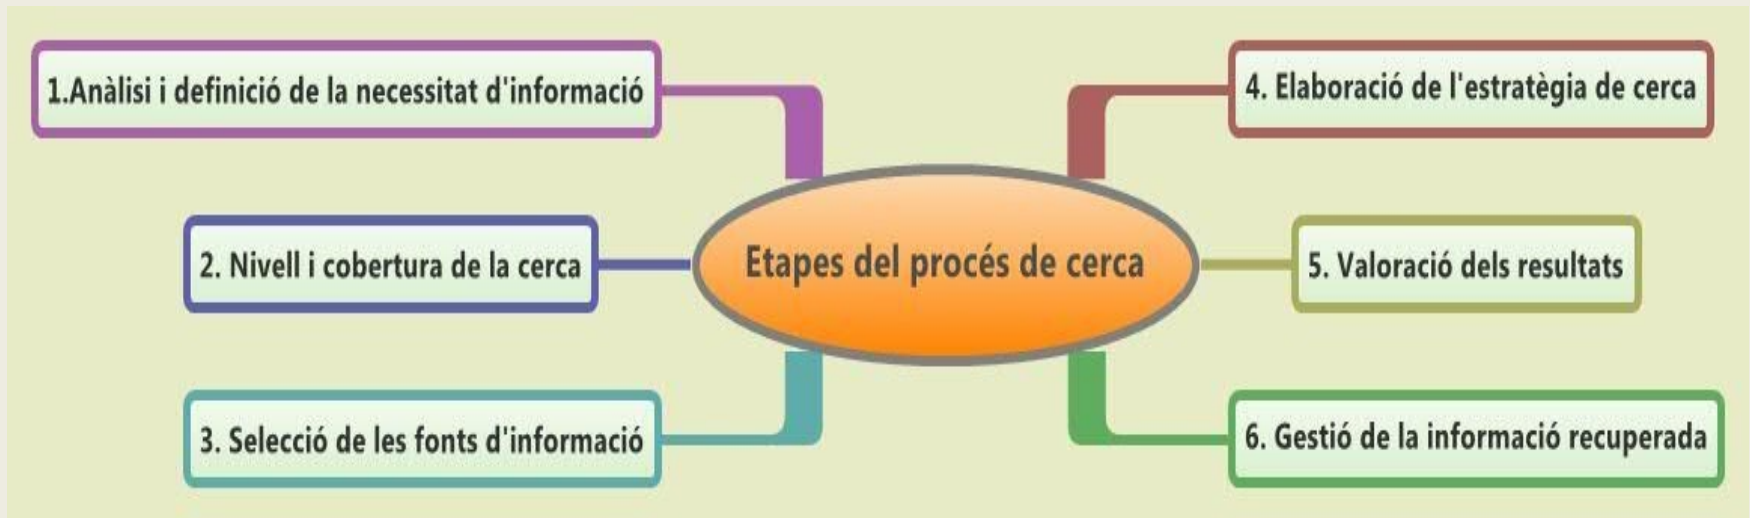 1.Anàlisi i definició de la necessitat d'informació
2. Nivell i cobertura de la cerca
3. Selecció de les fonts d'informació
Etapes del procés de cerca
4. Elaboració de l'estratègia de cerca
5. Valoració dels resultats
6. Gestió de la informació recuperada